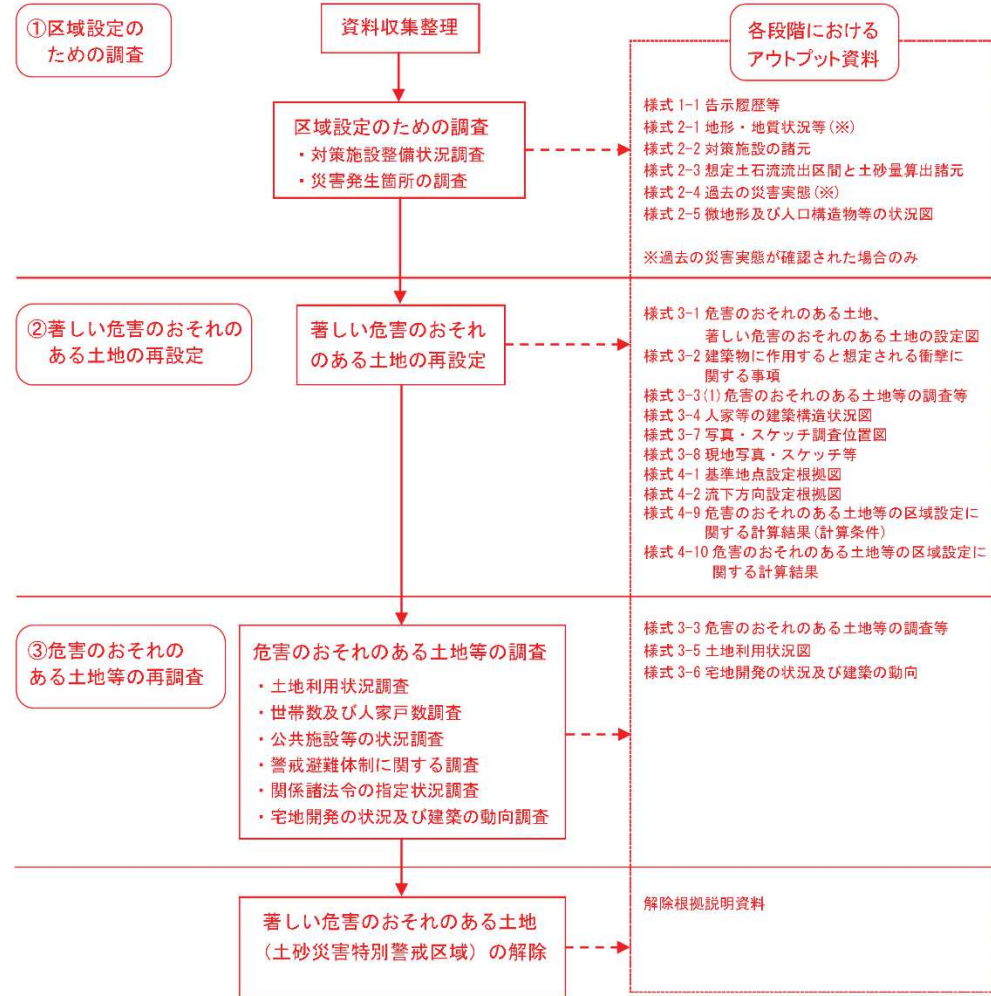 ①区域設定の
ための調査
資料収集整理
各段階における
アウトプット資料
区域設定のための調査
・対策施設整備状況調査
・災害発生箇所の調査
様式 1-1 告示履歴等
様式 2-1 地形・地質状況等(※)
様式 2-2 対策施設の諸元
様式 2-3 想定土石流流出区間と土砂量算出諸元
様式 2-4 過去の災害実態(※)
様式 2-5 微地形及び人口構造物等の状況図
※過去の災害実態が確認された場合のみ
②著しい危害のおそれの
ある土地の再設定
著しい危害のおそれ
のある土地の再設定
様式 3-1 危害のおそれのある土地、
著しい危害のおそれのある土地の設定図
様式 3-2 建築物に作用すると想定される衝撃に
関する事項
様式 3-3(1) 危害のおそれのある土地等の調査等
様式 3-4 人家等の建築構造状況図
様式 3-7 写真・スケッチ調査位置図
様式 3-8 現地写真・スケッチ等
様式 4-1 基準地点設定根拠図
様式 4-2 流下方向設定根拠図
様式 4-9 危害のおそれのある土地等の区域設定に
関する計算結果(計算条件)
様式 4-10 危害のおそれのある土地等の区域設定に
関する計算結果
③危害のおそれの
ある土地等の再調査
危害のおそれのある土地等の調査
・土地利用状況調査
・世帯数及び人家戸数調査
・公共施設等の状況調査
・警戒避難体制に関する調査
・関係諸法令の指定状況調査
・宅地開発の状況及び建築の動向調査
様式 3-3 危害のおそれのある土地等の調査等
様式 3-5 土地利用状況図
様式 3-6 宅地開発の状況及び建築の動向
著しい危害のおそれのある土地
(土砂災害特別警戒区域)の解除
解除根拠説明資料